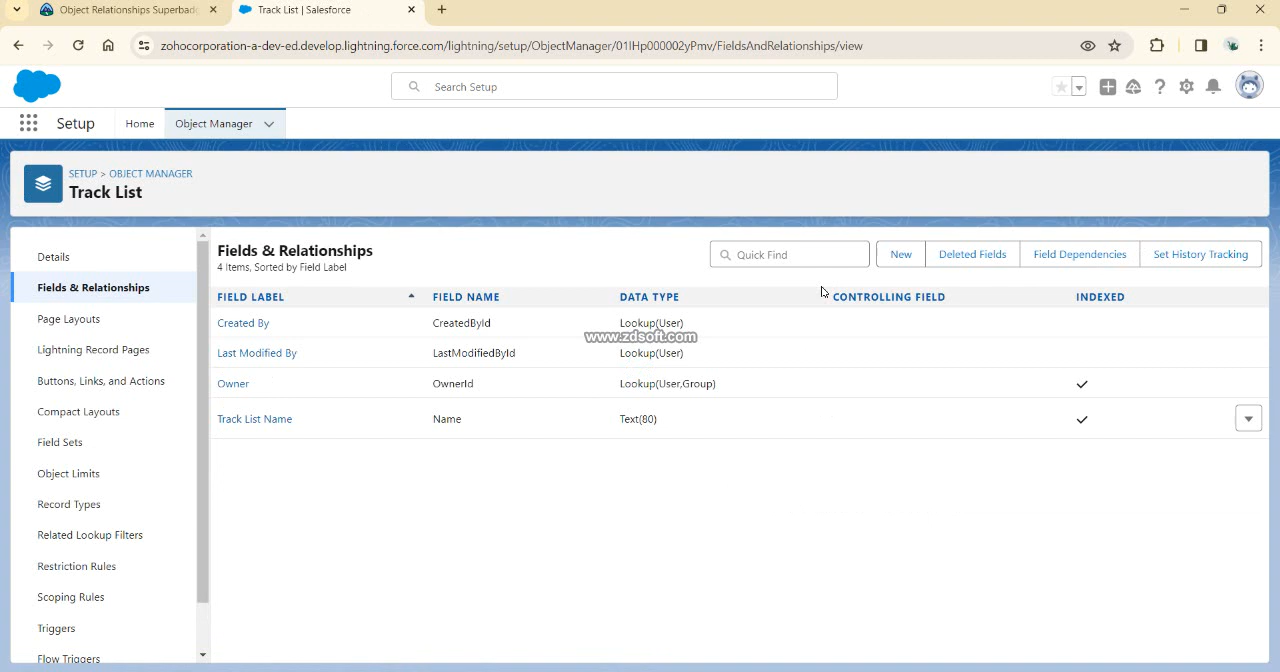 Object Relationships Superbad
Track List | Salesforce
zohocorporation-a-dev-ed.develop.lightning.force.com/lightning/setup/ObjectManager/01IHp000002yPmv/FieldsAndRelationships/view
Search Setup
Setup
Home
Object Manager
SETUP > OBJECT MANAGER
Track List
Details
Fields & Relationships
Page Layouts
Lightning Record Pages
Buttons, Links, and Actions
Compact Layouts
Field Sets
Object Limits
Record Types
Related Lookup Filters
Restriction Rules
Scoping Rules
Triggers
Flow Triggers
Fields & Relationships
4 Items, Sorted by Field Label
Quick Find
New
Deleted Fields
Field Dependencies
Set History Tracking
FIELD LABEL FIELD NAME DATA TYPE CONTROLLING FIELD INDEXED
Created By CreatedById Lookup(User)
www.zdsoft.com
Last Modified By LastModifiedById Lookup(User)
Owner OwnerId Lookup(User,Group)
Track List Name Name Text(80)